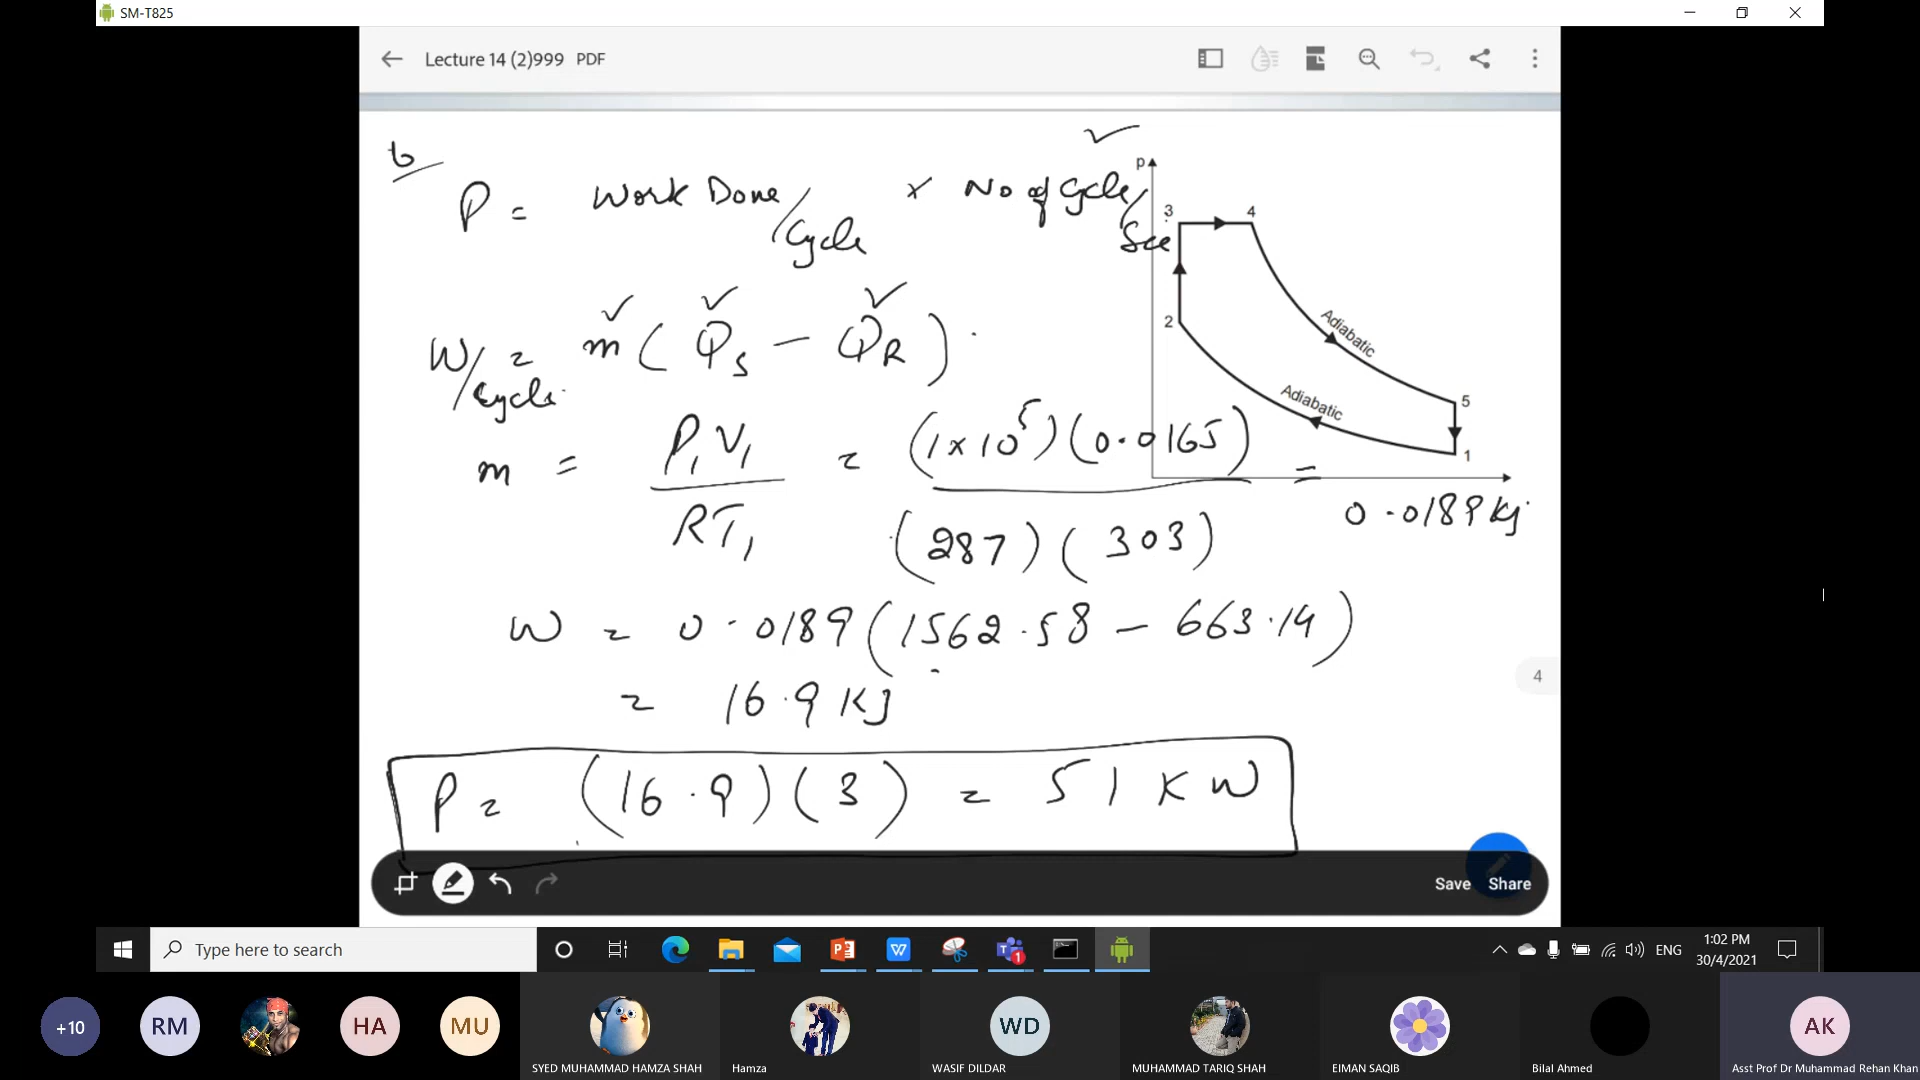 SM-T825
Lecture 14 (2)999 PDF
b
P = Work Done/Cycle × No of Cycle/Sec
W/Cycle = m(Qs - QR).
m = P₁V₁/RT₁ = (1×10⁵)(0.0165)/(287)(303) = 0.0189 Kg
W = 0.0189(1562.58 - 663.14)
= 16.9 KJ
P = (16.9)(3) = 51 KW
p
3 4
2
Adiabatic
Adiabatic
5
1
4
Save Share
Type here to search
1
ENG
1:02 PM
30/4/2021
+10 RM HA MU WD AK
SYED MUHAMMAD HAMZA SHAH Hamza WASIF DILDAR MUHAMMAD TARIQ SHAH EIMAN SAQIB Bilal Ahmed Asst Prof Dr Muhammad Rehan Khan